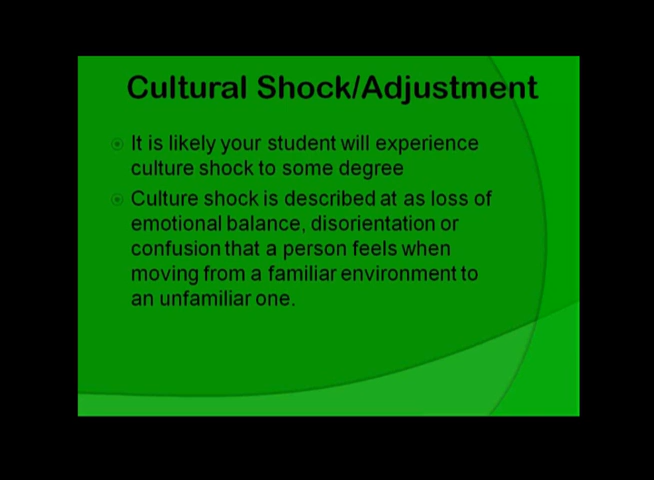 Cultural Shock/Adjustment
It is likely your student will experience
culture shock to some degree
Culture shock is described at as loss of
emotional balance, disorientation or
confusion that a person feels when
moving from a familiar environment to
an unfamiliar one.